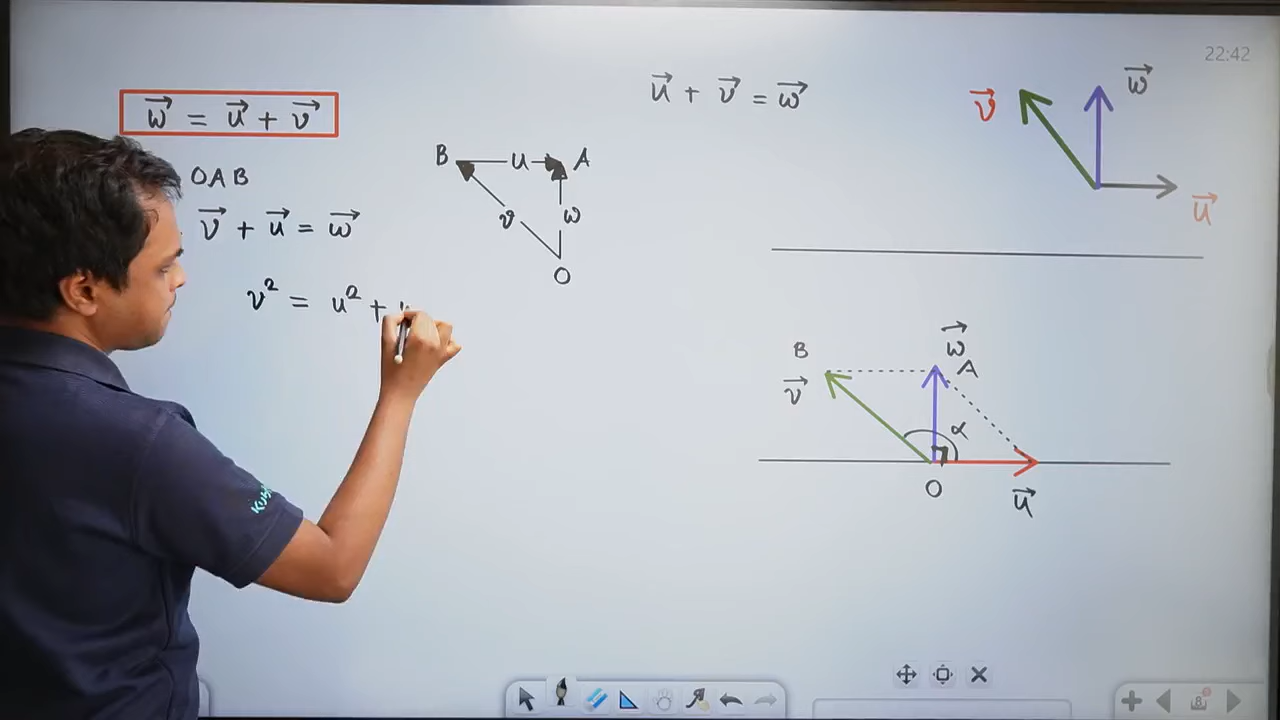 22:42
w⃗ = u⃗ + v⃗
u⃗ + v⃗ = w⃗
v⃗
w⃗
u⃗
OAB
v⃗ + u⃗ = w⃗
v² = u² +
B u A
v w
O
w⃗
B A
v⃗
α
O
u⃗